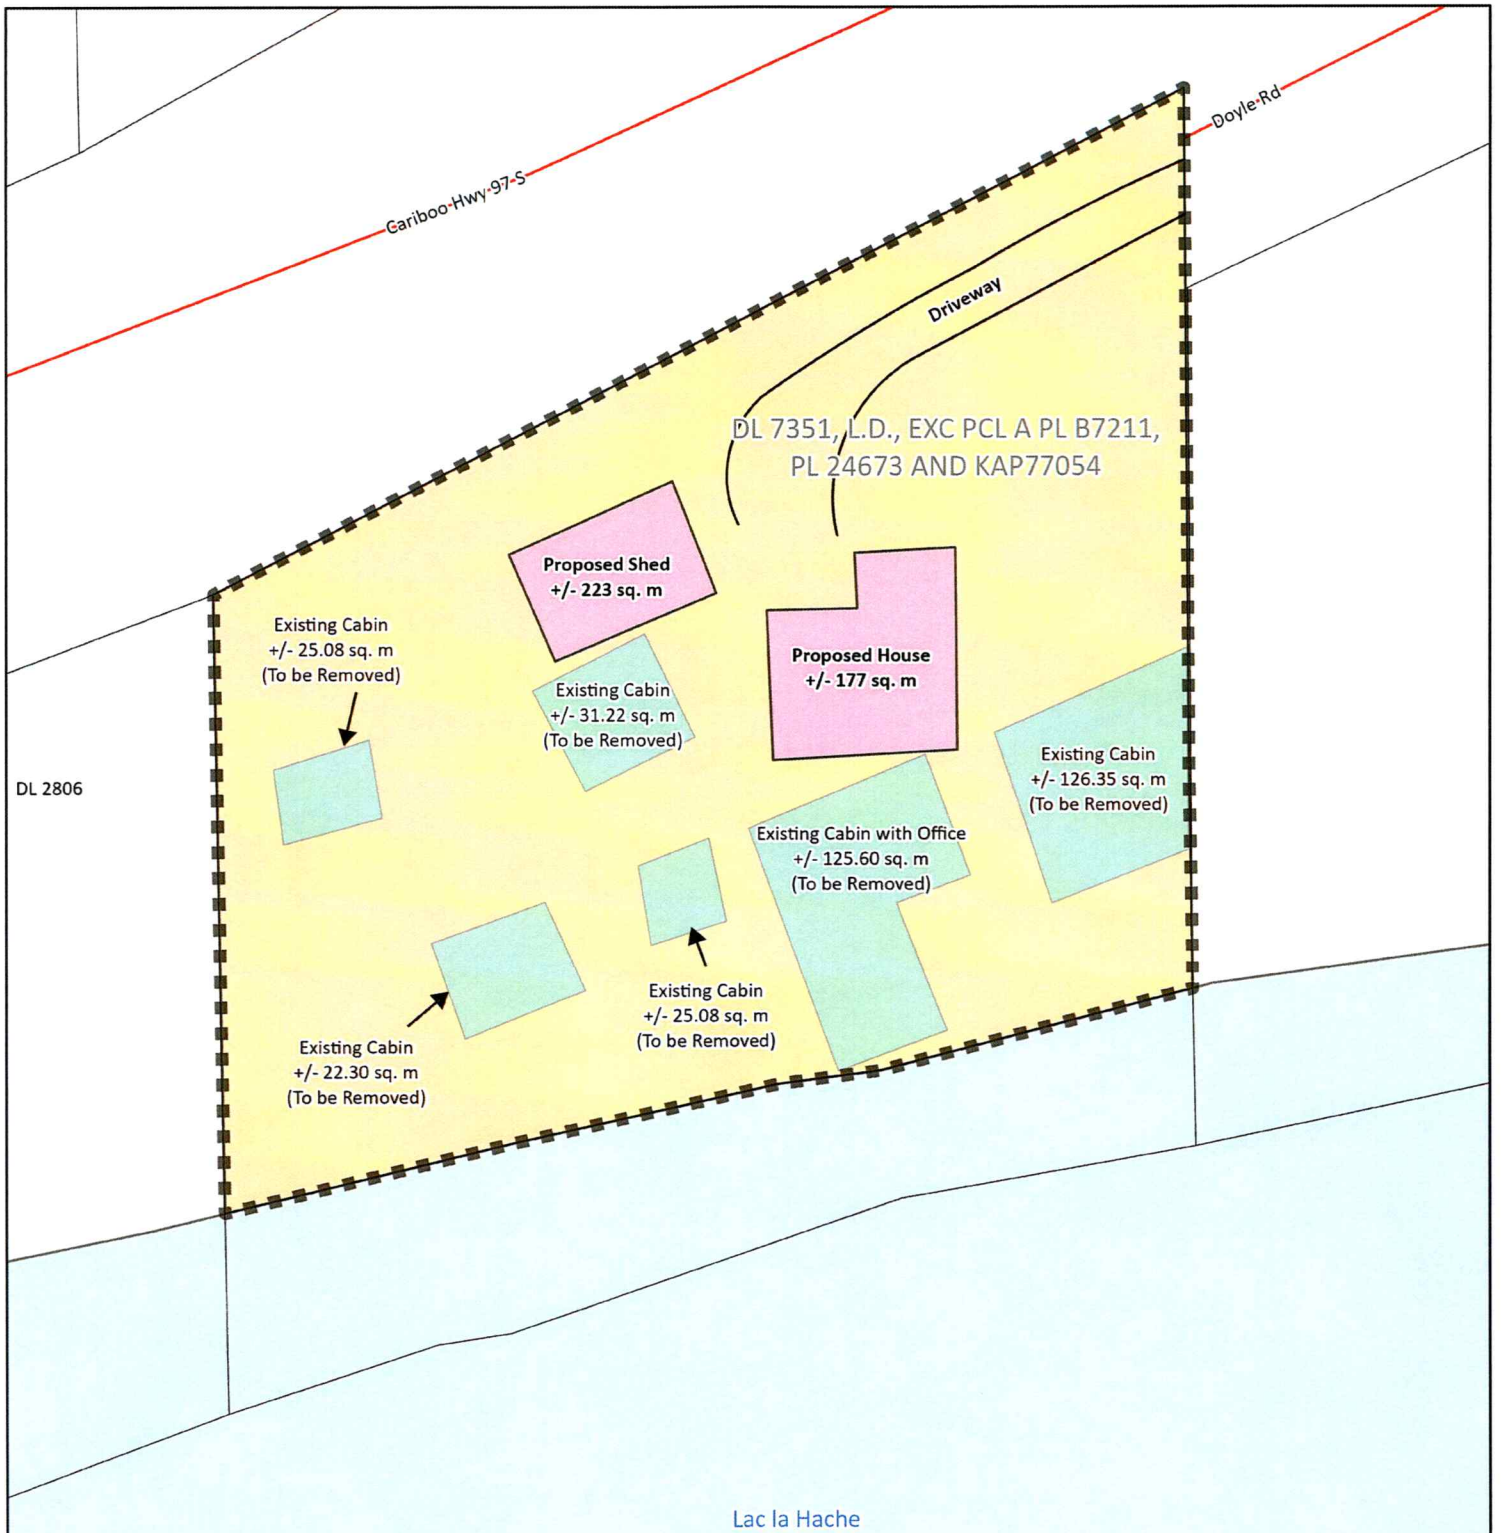 Doyle Rd
Cariboo Hwy 97 S
Driveway
DL 7351, L.D., EXC PCL A PL B7211,
PL 24673 AND KAP77054
Proposed Shed
+/- 223 sq. m
Existing Cabin
+/- 25.08 sq. m
(To be Removed)
Proposed House
+/- 177 sq. m
Existing Cabin
+/- 31.22 sq. m
(To be Removed)
Existing Cabin
+/- 126.35 sq. m
(To be Removed)
DL 2806
Existing Cabin with Office
+/- 125.60 sq. m
(To be Removed)
Existing Cabin
+/- 25.08 sq. m
(To be Removed)
Existing Cabin
+/- 22.30 sq. m
(To be Removed)
Lac la Hache